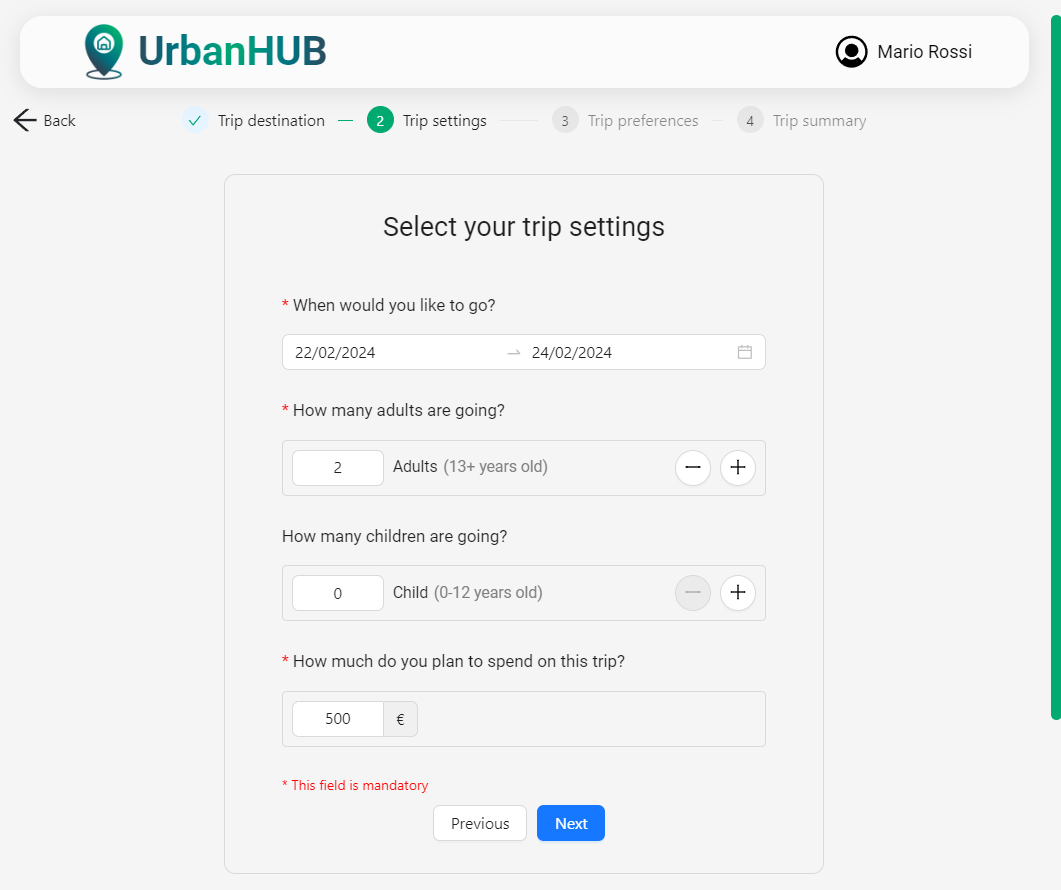 UrbanHUB
Mario Rossi
Back
Trip destination
2 Trip settings
3 Trip preferences
4 Trip summary
Select your trip settings
* When would you like to go?
22/02/2024 → 24/02/2024
* How many adults are going?
2 Adults (13+ years old)
How many children are going?
0 Child (0-12 years old)
* How much do you plan to spend on this trip?
500 €
* This field is mandatory
Previous Next